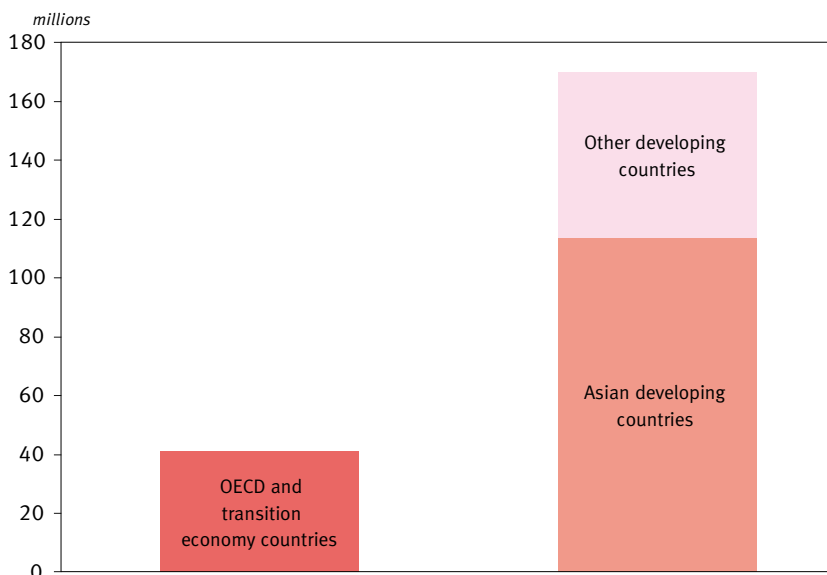 millions
180
160
140
120
100
80
60
40
20
0
Other developing
countries
Asian developing
countries
OECD and
transition
economy countries